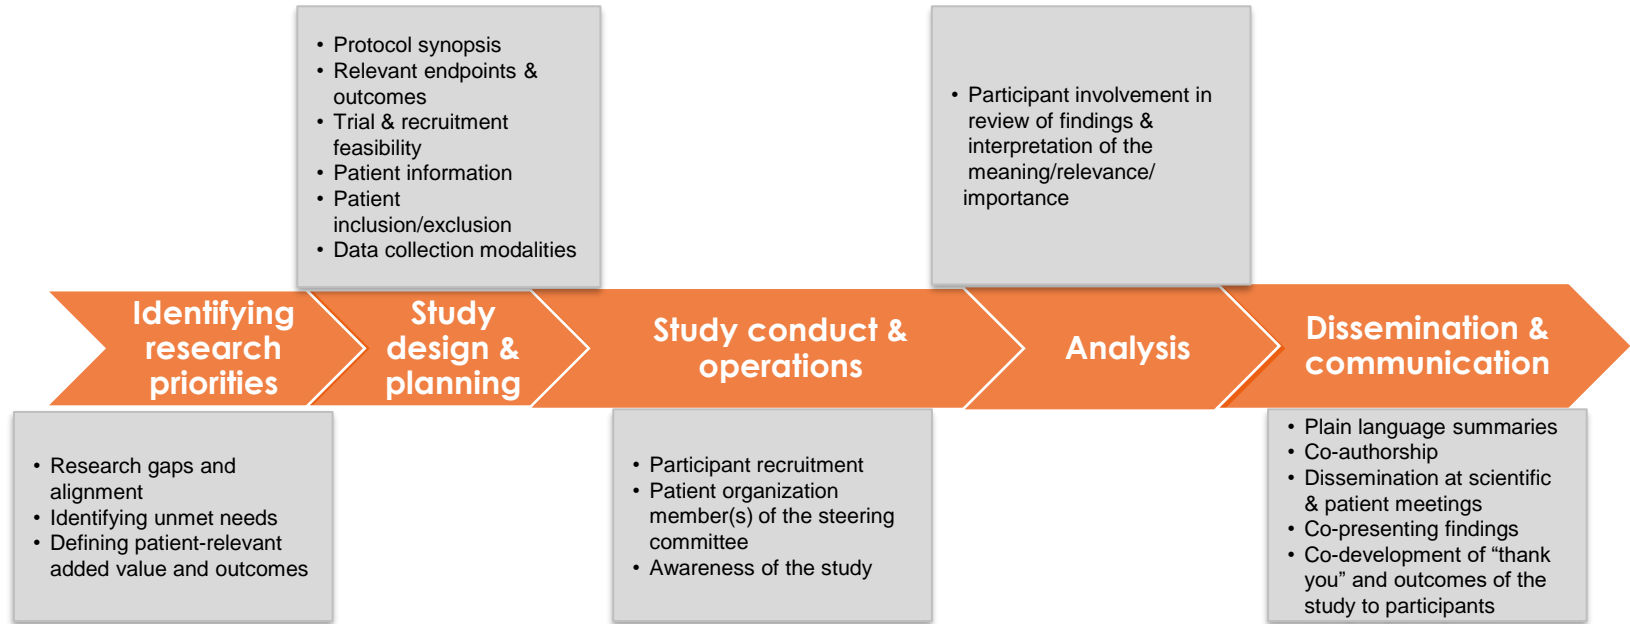 • Protocol synopsis
• Relevant endpoints &
outcomes
• Trial & recruitment
feasibility
• Patient information
• Patient
inclusion/exclusion
• Data collection modalities
• Participant involvement in
review of findings &
interpretation of the
meaning/relevance/
importance
Identifying
research
priorities
Study
design &
planning
Study conduct &
operations
Analysis
Dissemination &
communication
• Research gaps and
alignment
• Identifying unmet needs
• Defining patient-relevant
added value and outcomes
• Participant recruitment
• Patient organization
member(s) of the steering
committee
• Awareness of the study
• Plain language summaries
• Co-authorship
• Dissemination at scientific
& patient meetings
• Co-presenting findings
• Co-development of “thank
you” and outcomes of the
study to participants